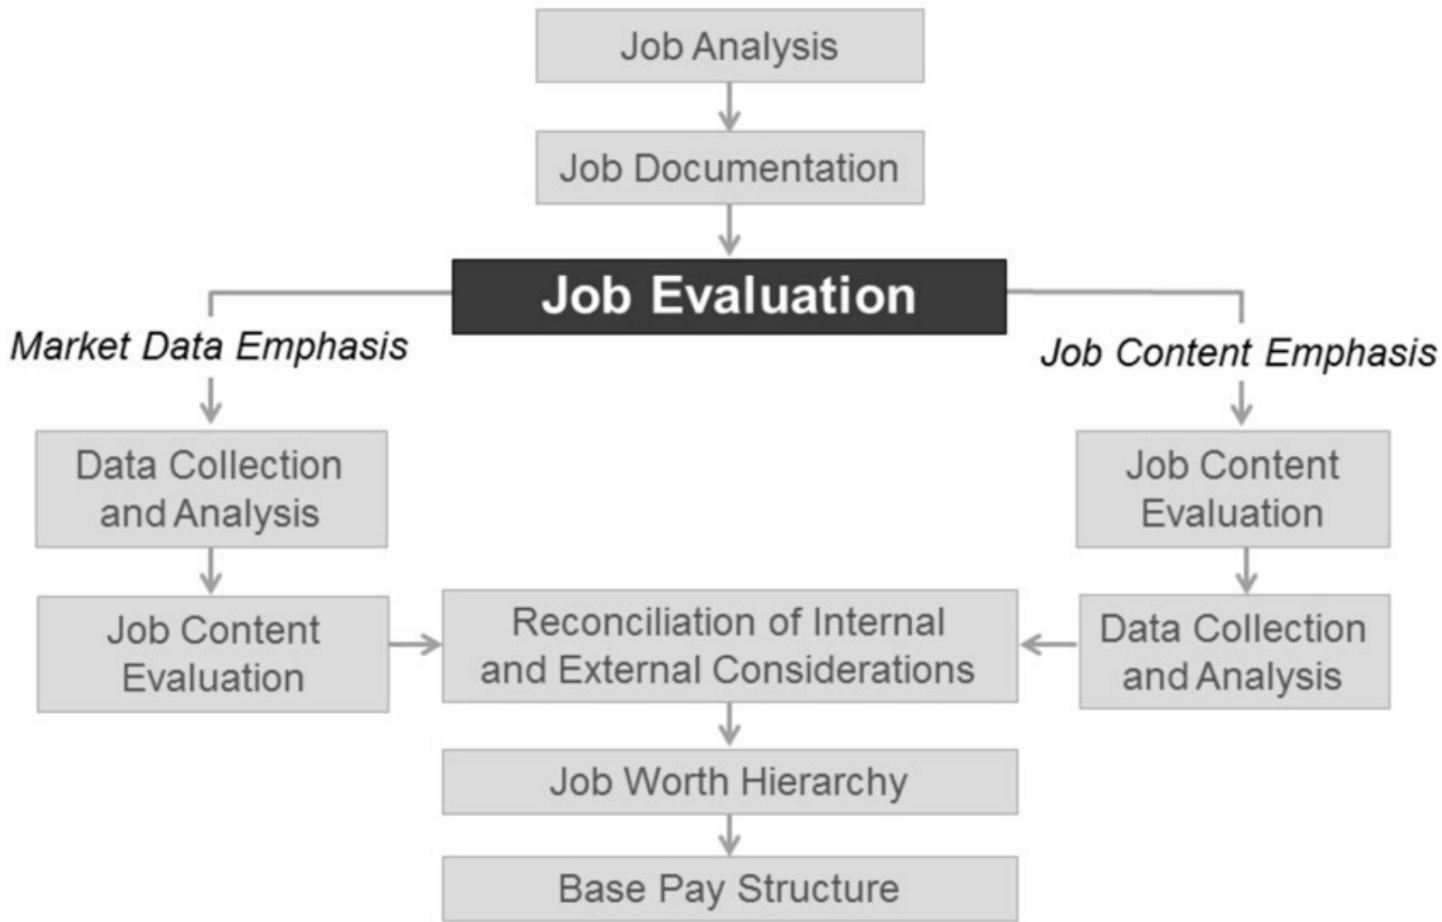 Job Analysis
Job Documentation
Job Evaluation
Market Data Emphasis
Job Content Emphasis
Data Collection
and Analysis
Job Content
Evaluation
Job Content
Evaluation
Reconciliation of Internal
and External Considerations
Data Collection
and Analysis
Job Worth Hierarchy
Base Pay Structure